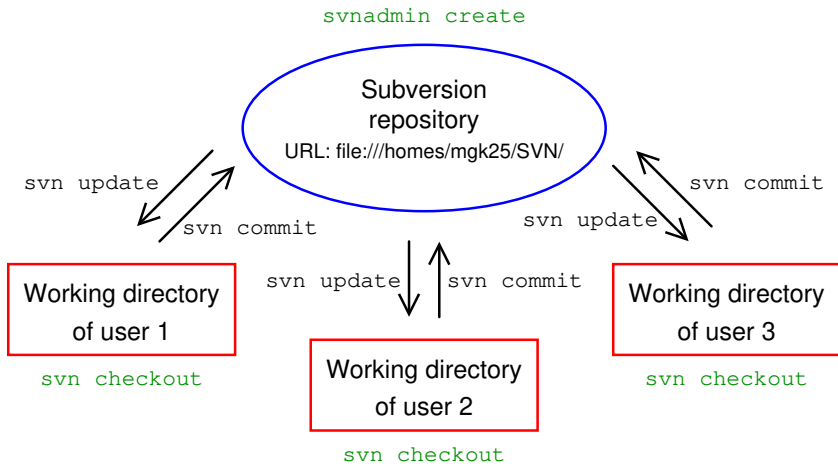 svnadmin create
Subversion
repository
URL: file:///homes/mgk25/SVN/
svn update
svn commit
svn commit
svn update
svn update
svn commit
Working directory
of user 1
svn checkout
Working directory
of user 2
svn checkout
Working directory
of user 3
svn checkout